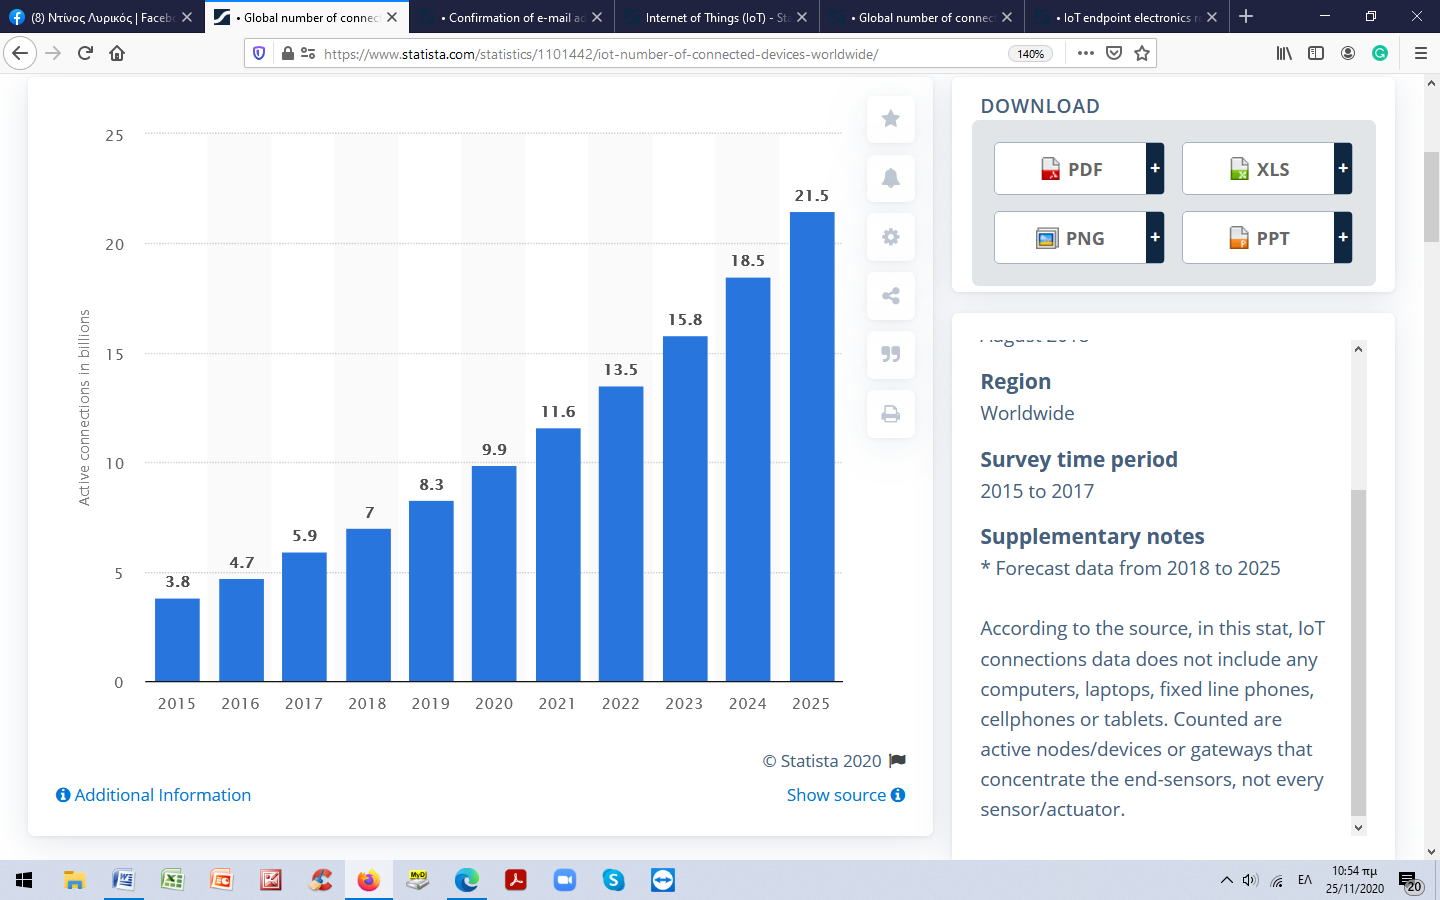 (8) Ντίνος Λυρικός | Faceb
• Global number of connec
• Confirmation of e-mail a
Internet of Things (IoT) - St
• Global number of connec
• IoT endpoint electronics r
https://www.statista.com/statistics/1101442/iot-number-of-connected-devices-worldwide/
140%
Active connections in billions
25
20
15
10
5
0
3.8
4.7
5.9
7
8.3
9.9
11.6
13.5
15.8
18.5
21.5
2015 2016 2017 2018 2019 2020 2021 2022 2023 2024 2025
© Statista 2020
Additional Information
Show source
DOWNLOAD
PDF +
XLS +
PNG +
PPT +
August 2018
Region
Worldwide
Survey time period
2015 to 2017
Supplementary notes
* Forecast data from 2018 to 2025
According to the source, in this stat, IoT
connections data does not include any
computers, laptops, fixed line phones,
cellphones or tablets. Counted are
active nodes/devices or gateways that
concentrate the end-sensors, not every
sensor/actuator.
MyDj
ΕΛ
10:54 πμ
25/11/2020
20